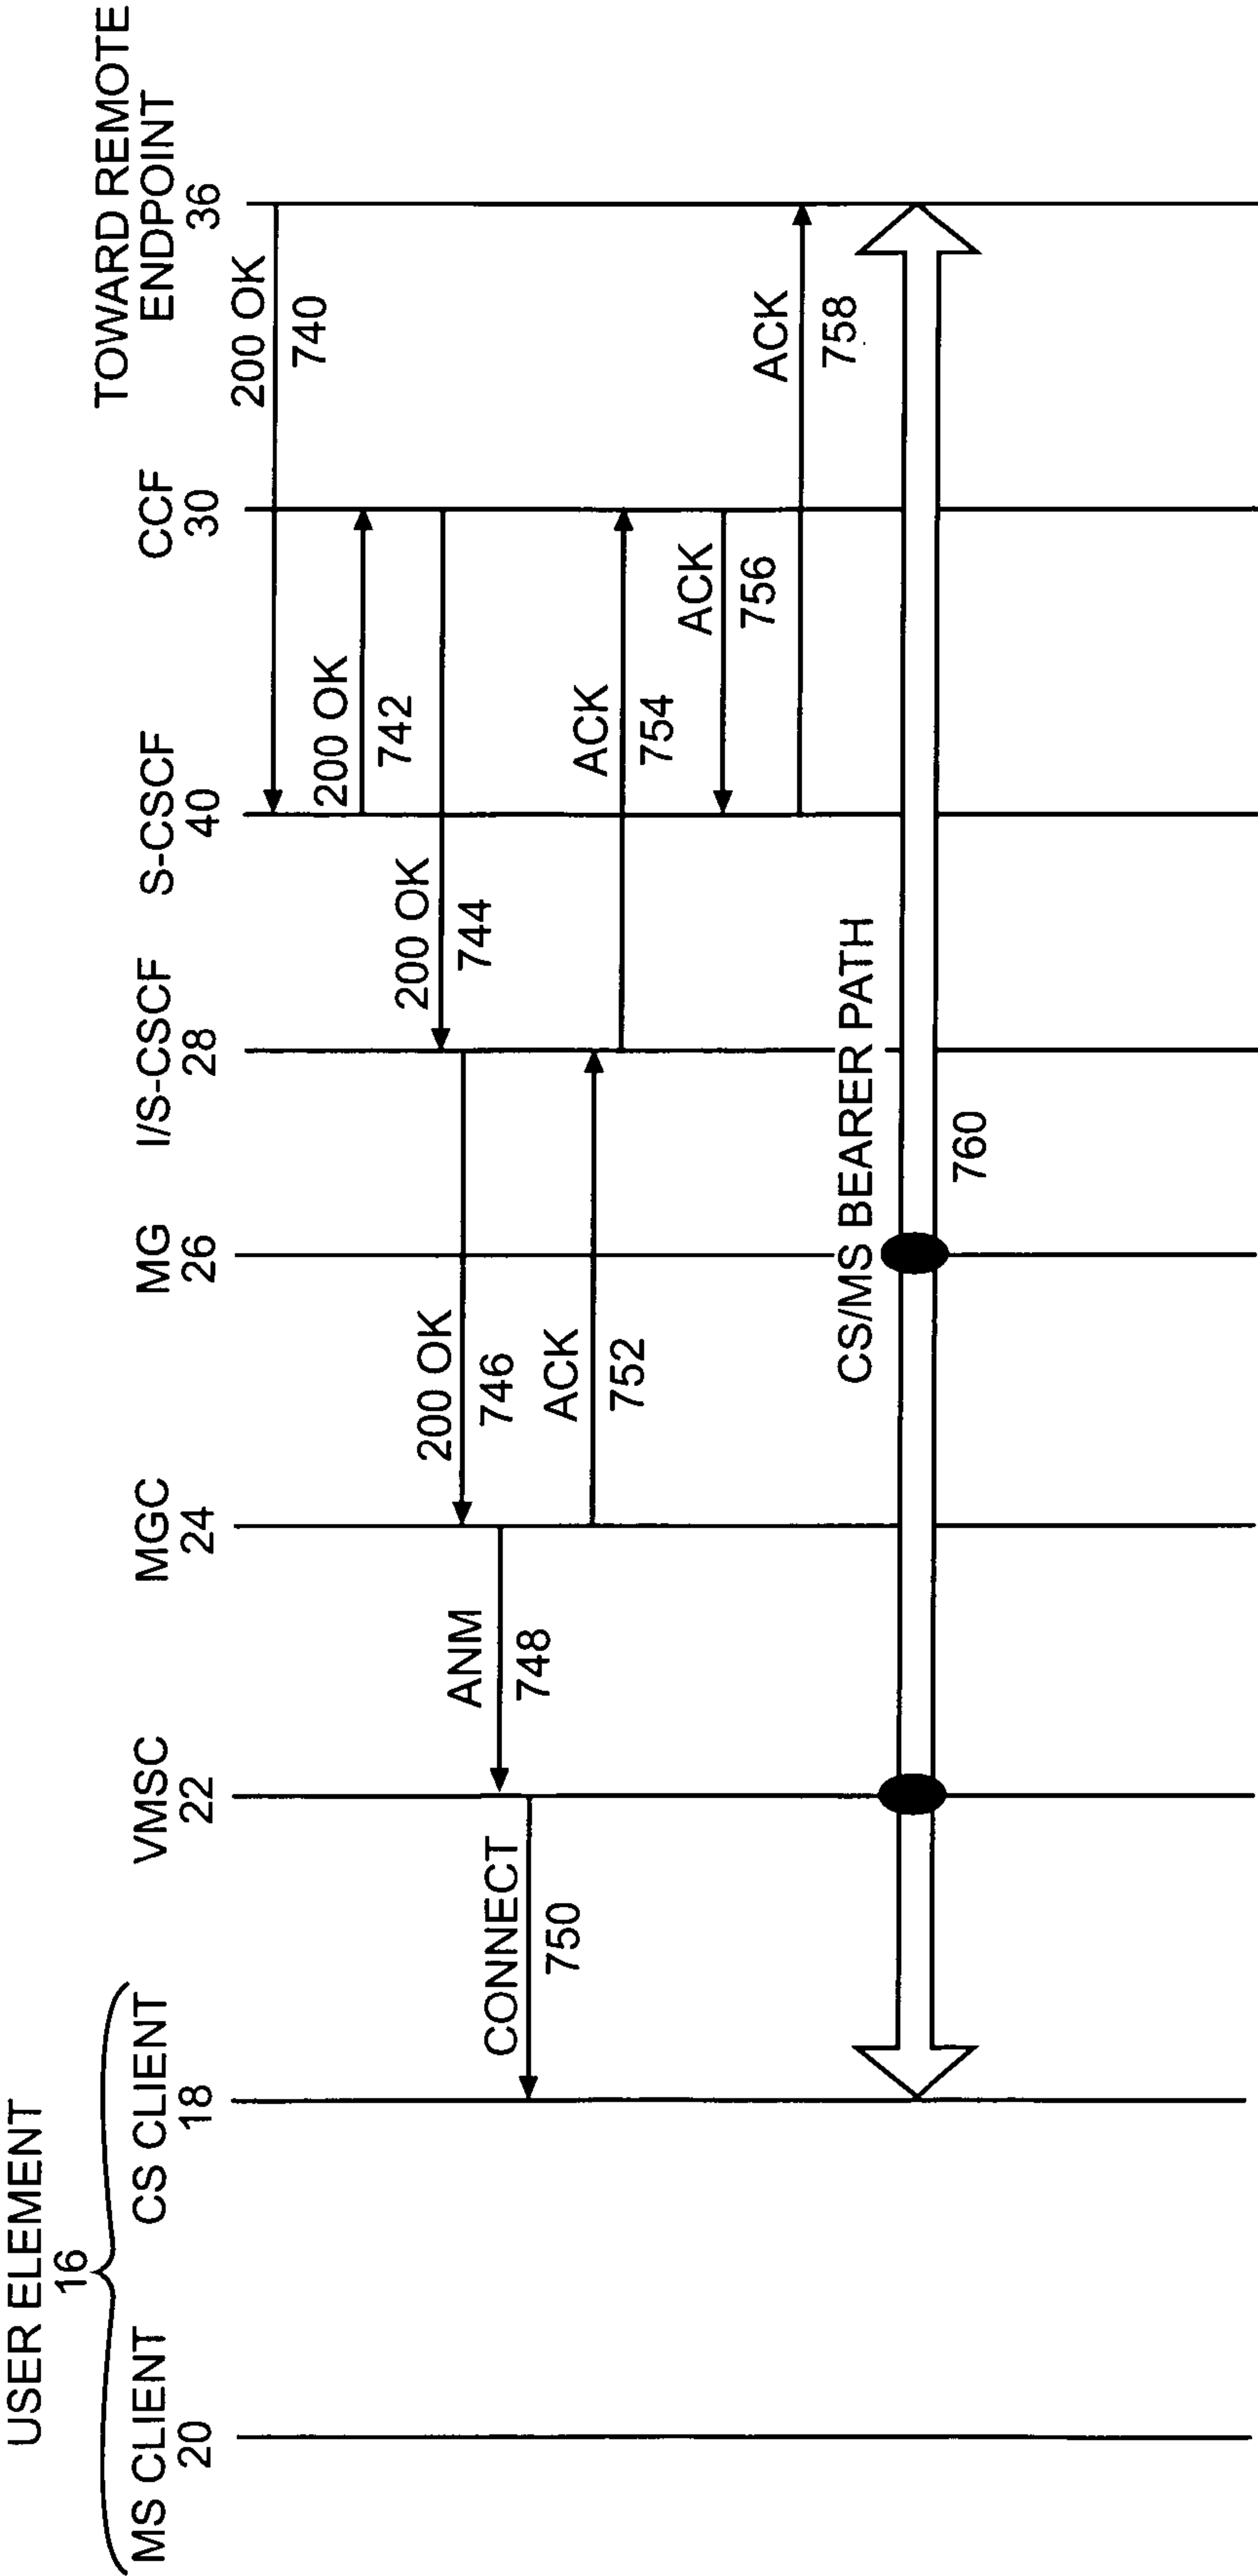 USER ELEMENT
16
MS CLIENT
20
CS CLIENT
18
VMSC
22
MGC
24
MG
26
I/S-CSCF
28
S-CSCF
40
CCF
30
TOWARD REMOTE
ENDPOINT
36
200 OK
740
200 OK
742
200 OK
744
200 OK
746
ANM
748
CONNECT
750
ACK
752
ACK
754
ACK
756
ACK
758
CS/MS BEARER PATH
760